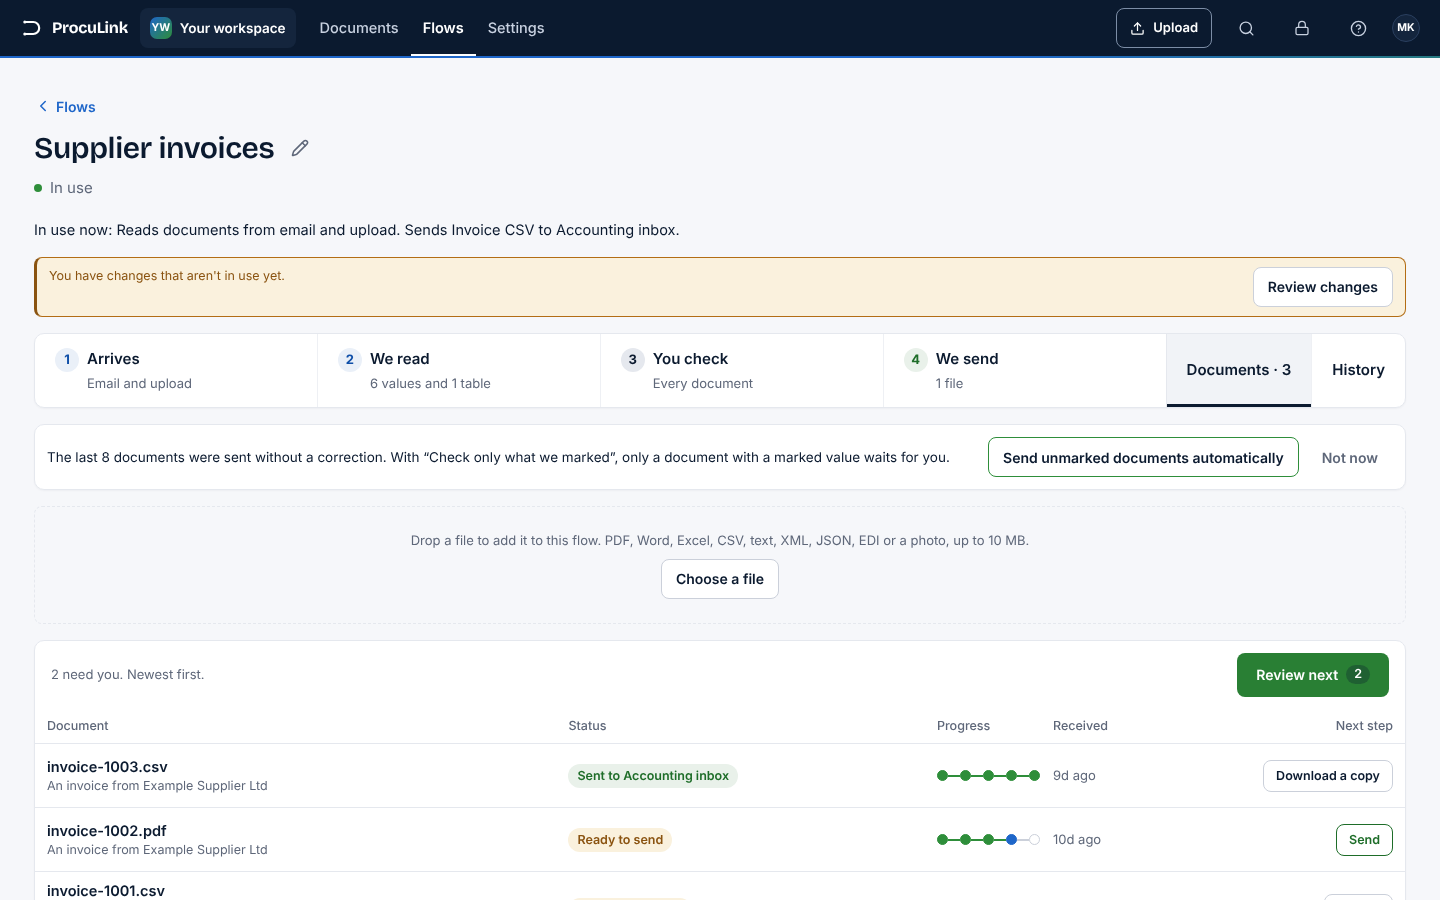 ProcuLink
YW Your workspace
Documents
Flows
Settings
Upload
MK
Flows
Supplier invoices
In use
In use now: Reads documents from email and upload. Sends Invoice CSV to Accounting inbox.
You have changes that aren't in use yet.
Review changes
1 Arrives
Email and upload
2 We read
6 values and 1 table
3 You check
Every document
4 We send
1 file
Documents · 3
History
The last 8 documents were sent without a correction. With “Check only what we marked”, only a document with a marked value waits for you.
Send unmarked documents automatically
Not now
Drop a file to add it to this flow. PDF, Word, Excel, CSV, text, XML, JSON, EDI or a photo, up to 10 MB.
Choose a file
2 need you. Newest first.
Review next 2
Document Status Progress Received Next step
invoice-1003.csv
An invoice from Example Supplier Ltd
Sent to Accounting inbox
9d ago
Download a copy
invoice-1002.pdf
An invoice from Example Supplier Ltd
Ready to send
10d ago
Send
invoice-1001.csv